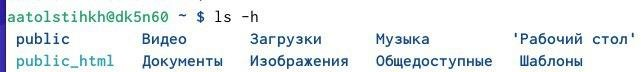 aatolstihkh@dk5n60 ~ $ ls -h
public Видео Загрузки Музыка 'Рабочий стол'
public_html Документы Изображения Общедоступные Шаблоны